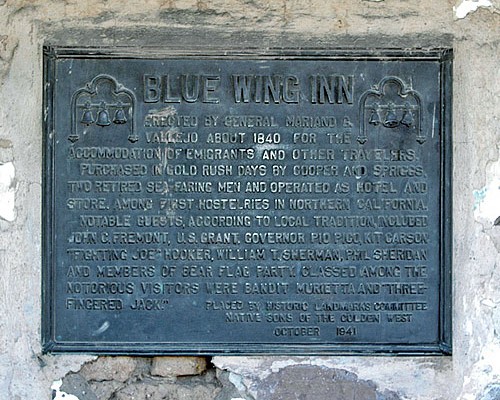 BLUE WING INN
ERECTED BY GENERAL MARIANO G.
VALLEJO ABOUT 1840 FOR THE
ACCOMMODATION OF EMIGRANTS AND OTHER TRAVELERS.
PURCHASED IN GOLD RUSH DAYS BY COOPER AND SPRIGGS,
TWO RETIRED SEA-FARING MEN AND OPERATED AS HOTEL AND
STORE. AMONG FIRST HOSTELRIES IN NORTHERN CALIFORNIA.
NOTABLE GUESTS, ACCORDING TO LOCAL TRADITION, INCLUDED
JOHN C. FREMONT, U.S. GRANT, GOVERNOR PIO PICO, KIT CARSON
"FIGHTING JOE" HOOKER, WILLIAM T. SHERMAN, PHIL SHERIDAN
AND MEMBERS OF BEAR FLAG PARTY. CLASSED AMONG THE
NOTORIOUS VISITORS WERE BANDIT MURIETTA AND "THREE-
FINGERED JACK."
PLACED BY HISTORIC LANDMARKS COMMITTEE
NATIVE SONS OF THE GOLDEN WEST
OCTOBER 1941